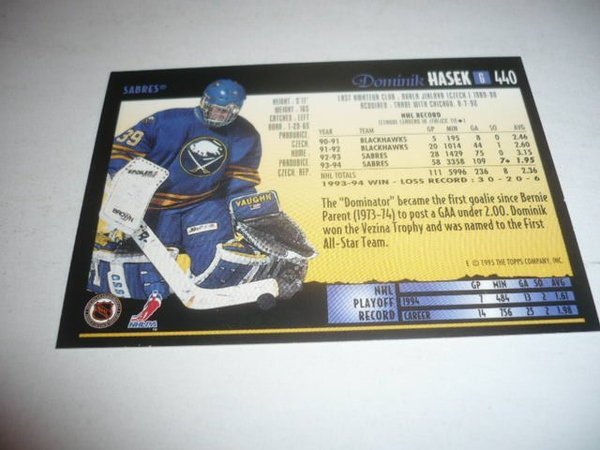 Dominik HASEK G 440
SABRES
LAST AMATEUR CLUB : DUKLA JIHLAVA (CZECH.) 1989-90
ACQUIRED : TRADE WITH CHICAGO, 8-7-92
HEIGHT : 5'11"
WEIGHT : 165
CATCHES : LEFT
BORN : 1-29-65
PARDUBICE,
CZECH.
HOME :
PARDUBICE,
CZECH. REP.
NHL RECORD
YEAR TEAM GP MIN GA SO AVG
90-91 BLACKHAWKS 5 195 8 0 2.46
91-92 BLACKHAWKS 20 1014 44 1 2.60
92-93 SABRES 28 1429 75 0 3.15
93-94 SABRES 58 3358 109 7• 1.95
NHL TOTALS 111 5996 236 8 2.36
1993-94 WIN - LOSS RECORD : 30-20-6
The "Dominator" became the first goalie since Bernie
Parent (1973-74) to post a GAA under 2.00. Dominik
won the Vezina Trophy and was named to the First
All-Star Team.
E © 1995 THE TOPPS COMPANY, INC.
NHL
PLAYOFF
RECORD
GP MIN GA SO AVG
1994 7 484 13 2 1.61
CAREER 14 756 25 2 1.98
39
BROWN
VAUGHN
NHL
NHLPA